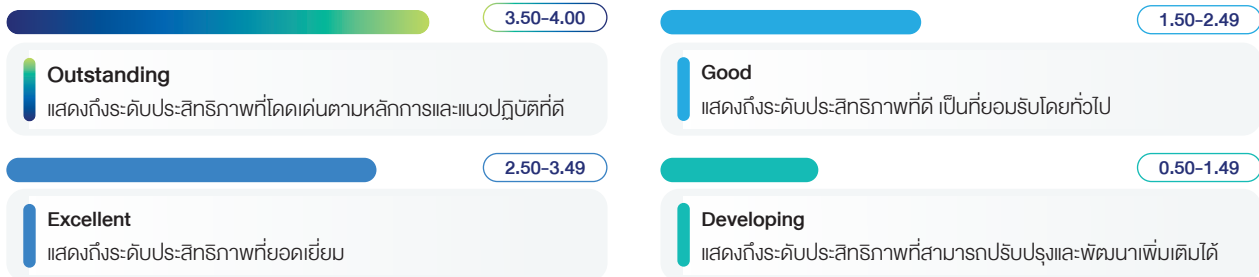 3.50-4.00
Outstanding
แสดงถึงระดับประสิทธิภาพที่โดดเด่นตามหลักการและแนวปฏิบัติที่ดี
2.50-3.49
Excellent
แสดงถึงระดับประสิทธิภาพที่ยอดเยี่ยม
1.50-2.49
Good
แสดงถึงระดับประสิทธิภาพที่ดี เป็นที่ยอมรับโดยทั่วไป
0.50-1.49
Developing
แสดงถึงระดับประสิทธิภาพที่สามารถปรับปรุงและพัฒนาเพิ่มเติมได้